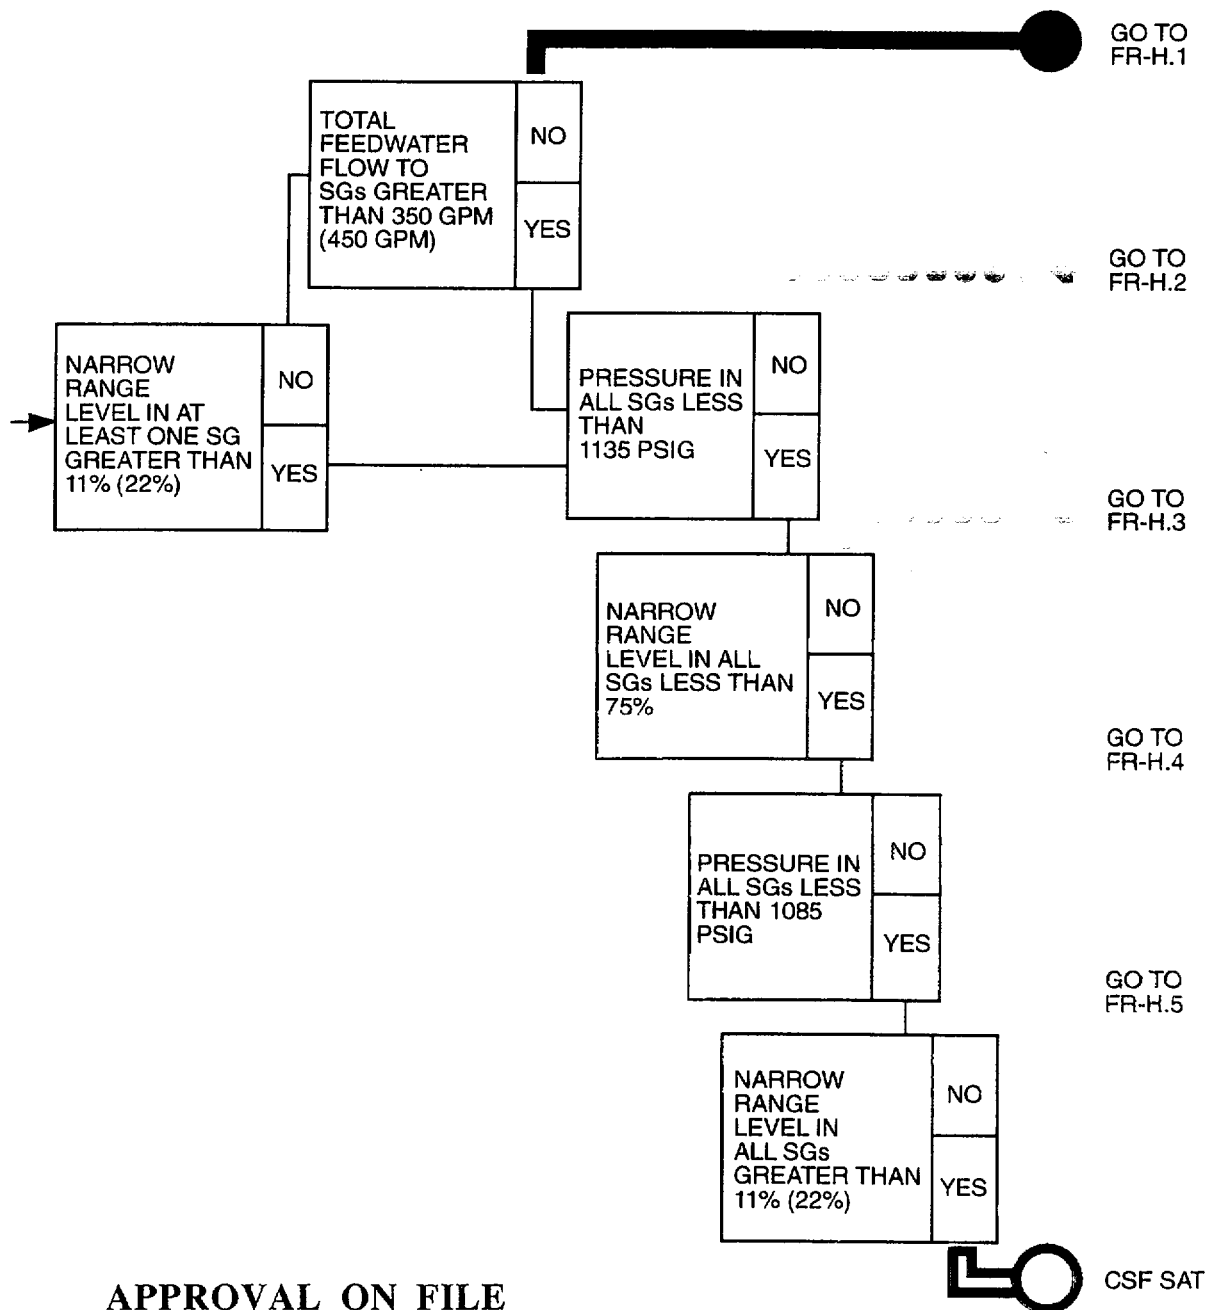 GO TO
FR-H.1
TOTAL
FEEDWATER
FLOW TO
SGs GREATER
THAN 350 GPM
(450 GPM)
NO
YES
GO TO
FR-H.2
NARROW
RANGE
LEVEL IN AT
LEAST ONE SG
GREATER THAN
11% (22%)
NO
YES
PRESSURE IN
ALL SGs LESS
THAN
1135 PSIG
NO
YES
GO TO
FR-H.3
NARROW
RANGE
LEVEL IN ALL
SGs LESS THAN
75%
NO
YES
GO TO
FR-H.4
PRESSURE IN
ALL SGs LESS
THAN 1085
PSIG
NO
YES
GO TO
FR-H.5
NARROW
RANGE
LEVEL IN
ALL SGs
GREATER THAN
11% (22%)
NO
YES
CSF SAT
APPROVAL ON FILE